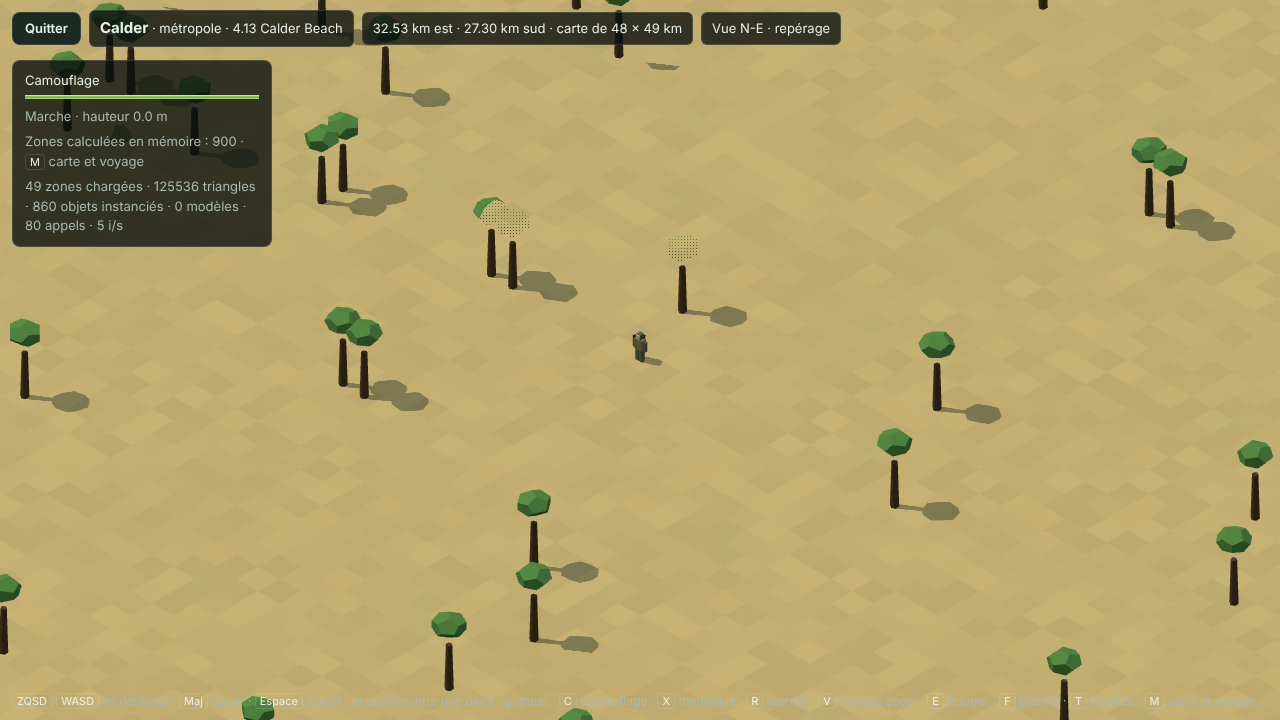 Quitter
Calder · métropole · 4.13 Calder Beach
32.53 km est · 27.30 km sud · carte de 48 × 49 km
Vue N-E · repérage
Camouflage
Marche · hauteur 0.0 m
Zones calculées en mémoire : 900 ·
M carte et voyage
49 zones chargées · 125536 triangles
· 860 objets instanciés · 0 modèles ·
80 appels · 5 i/s
ZQSD WASD Maj Espace grimper C X R V E F T M